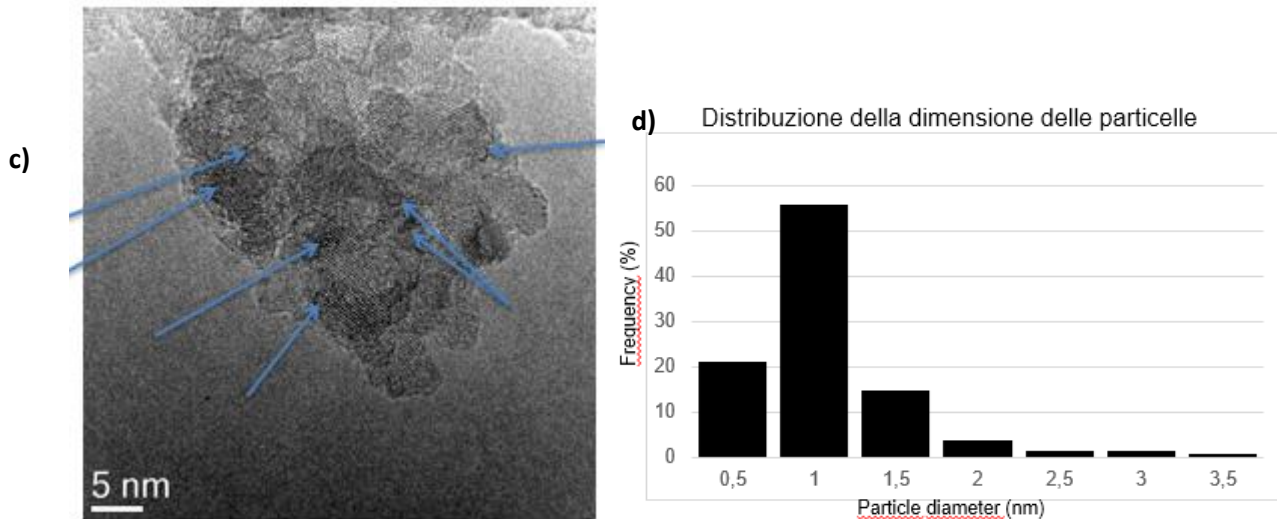 c)
5 nm
d)
Distribuzione della dimensione delle particelle
Frequency (%)
60
50
40
30
20
10
0
0,5 1 1,5 2 2,5 3 3,5
Particle diameter (nm)